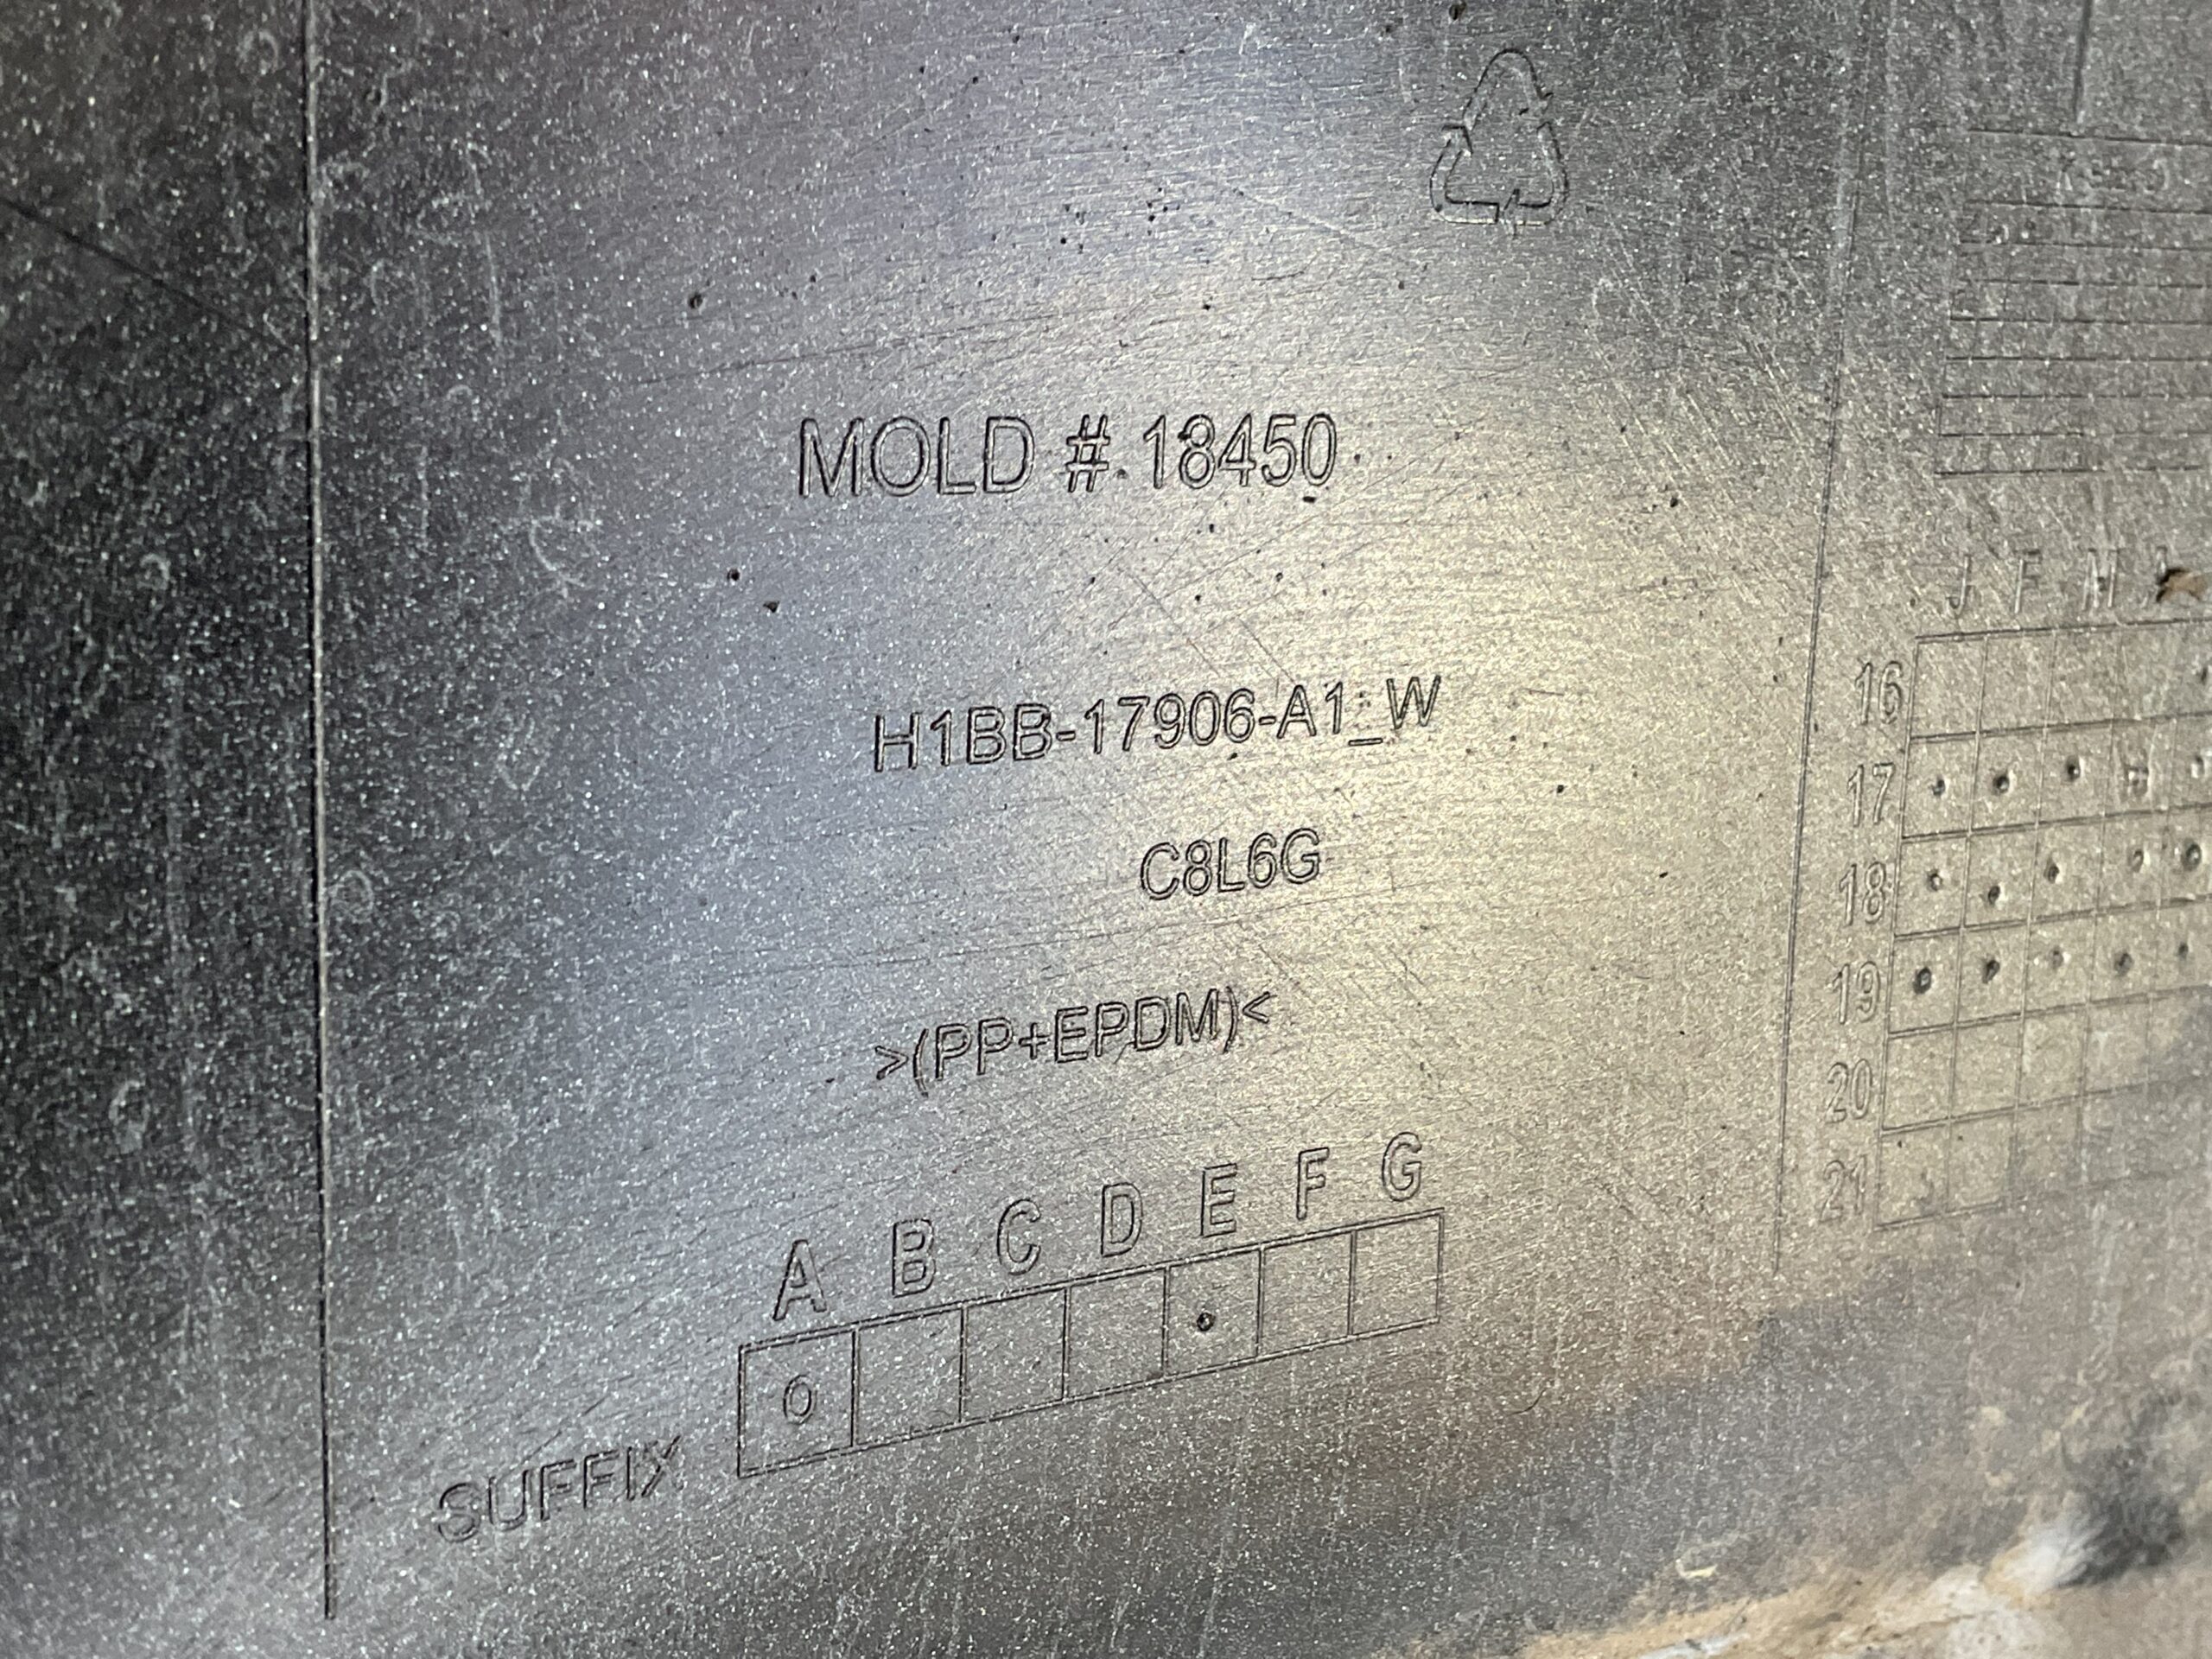 MOLD # 18450
H1BB-17906-A1_W
C8L6G
>(PP+EPDM)<
A B C D E F G
SUFFIX
J F M
16
17
18
19
20
21